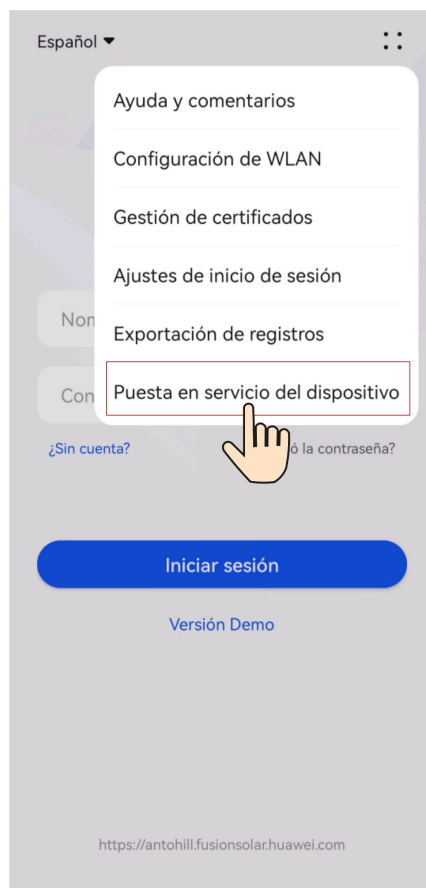 Español
Ayuda y comentarios
Configuración de WLAN
Gestión de certificados
Ajustes de inicio de sesión
Exportación de registros
Puesta en servicio del dispositivo
¿Sin cuenta?
la contraseña?
Iniciar sesión
Versión Demo
https://antohill.fusionsolar.huawei.com